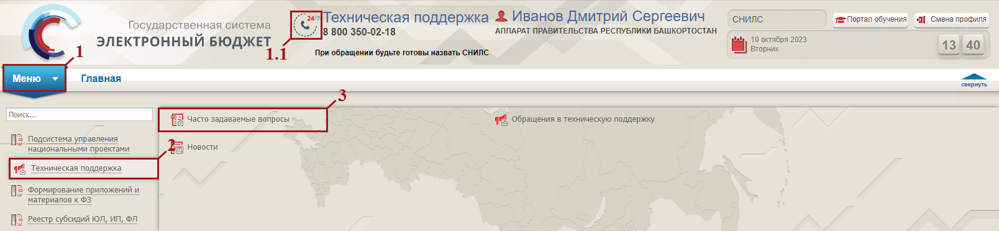 Государственная система
ЭЛЕКТРОННЫЙ БЮДЖЕТ
24/7
Техническая поддержка
8 800 350-02-18
При обращении будьте готовы назвать СНИЛС
Иванов Дмитрий Сергеевич
АППАРАТ ПРАВИТЕЛЬСТВА РЕСПУБЛИКИ БАШКОРТОСТАН
СНИЛС
Портал обучения
Смена профиля
10 октября 2023
Вторник
13 40
1
1.1
Меню
Главная
свернуть
3
Поиск...
Часто задаваемые вопросы
Обращения в техническую поддержку
Подсистема управления
национальными проектами
2
Новости
Техническая поддержка
Формирование приложений и
материалов к ФЗ
Реестр субсидий ЮЛ, ИП, ФЛ